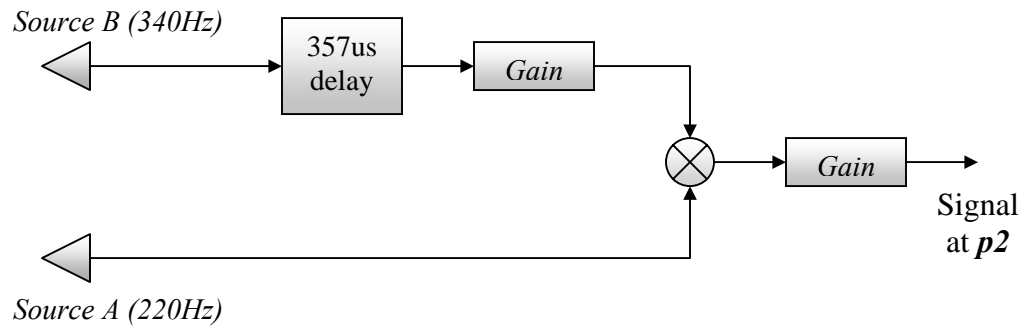 Source B (340Hz)
357us
delay
Gain
Gain
Signal
at p2
Source A (220Hz)